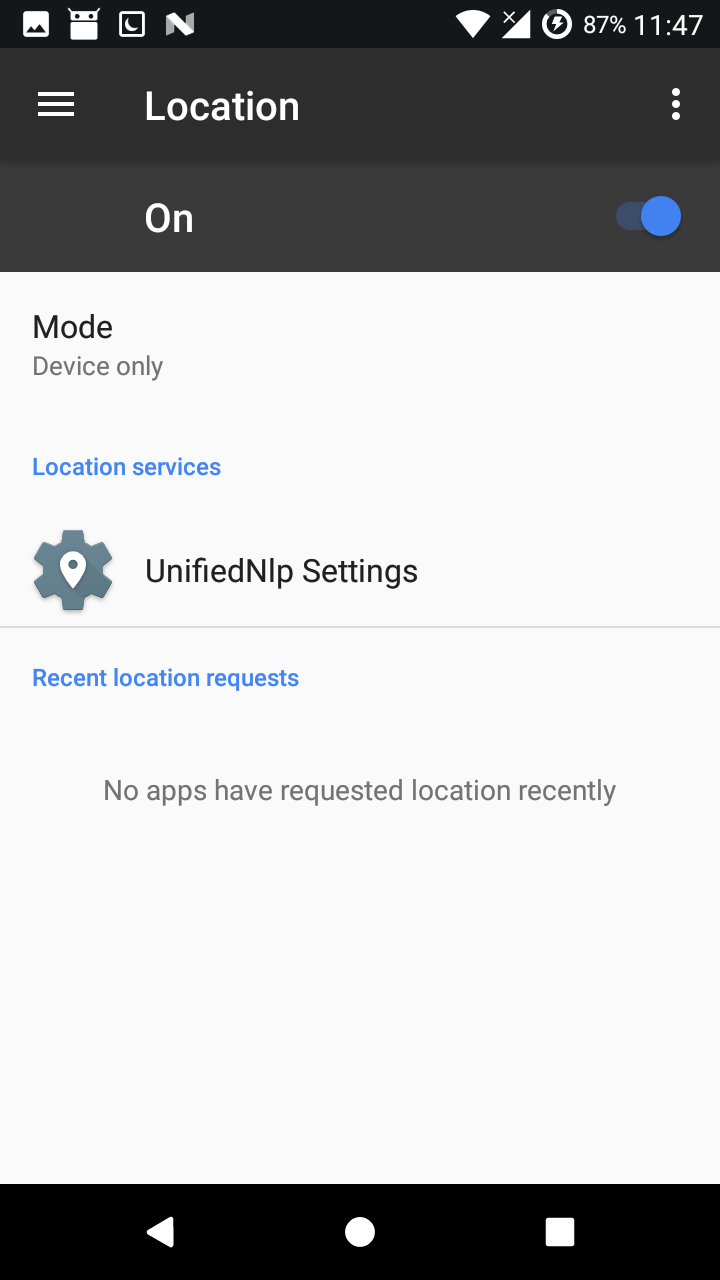 87% 11:47
Location
On
Mode
Device only
Location services
UnifiedNlp Settings
Recent location requests
No apps have requested location recently